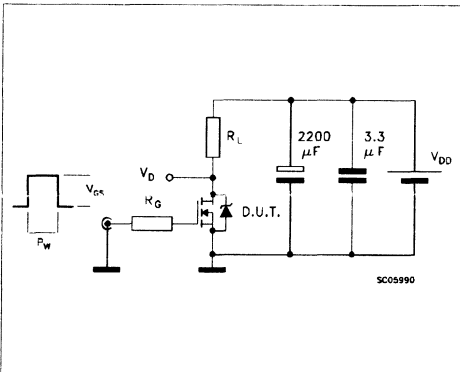 R_L
2200
μF
3.3
μF
V_DD
V_D
R_G
D.U.T.
V_GS
P_W
SC05990